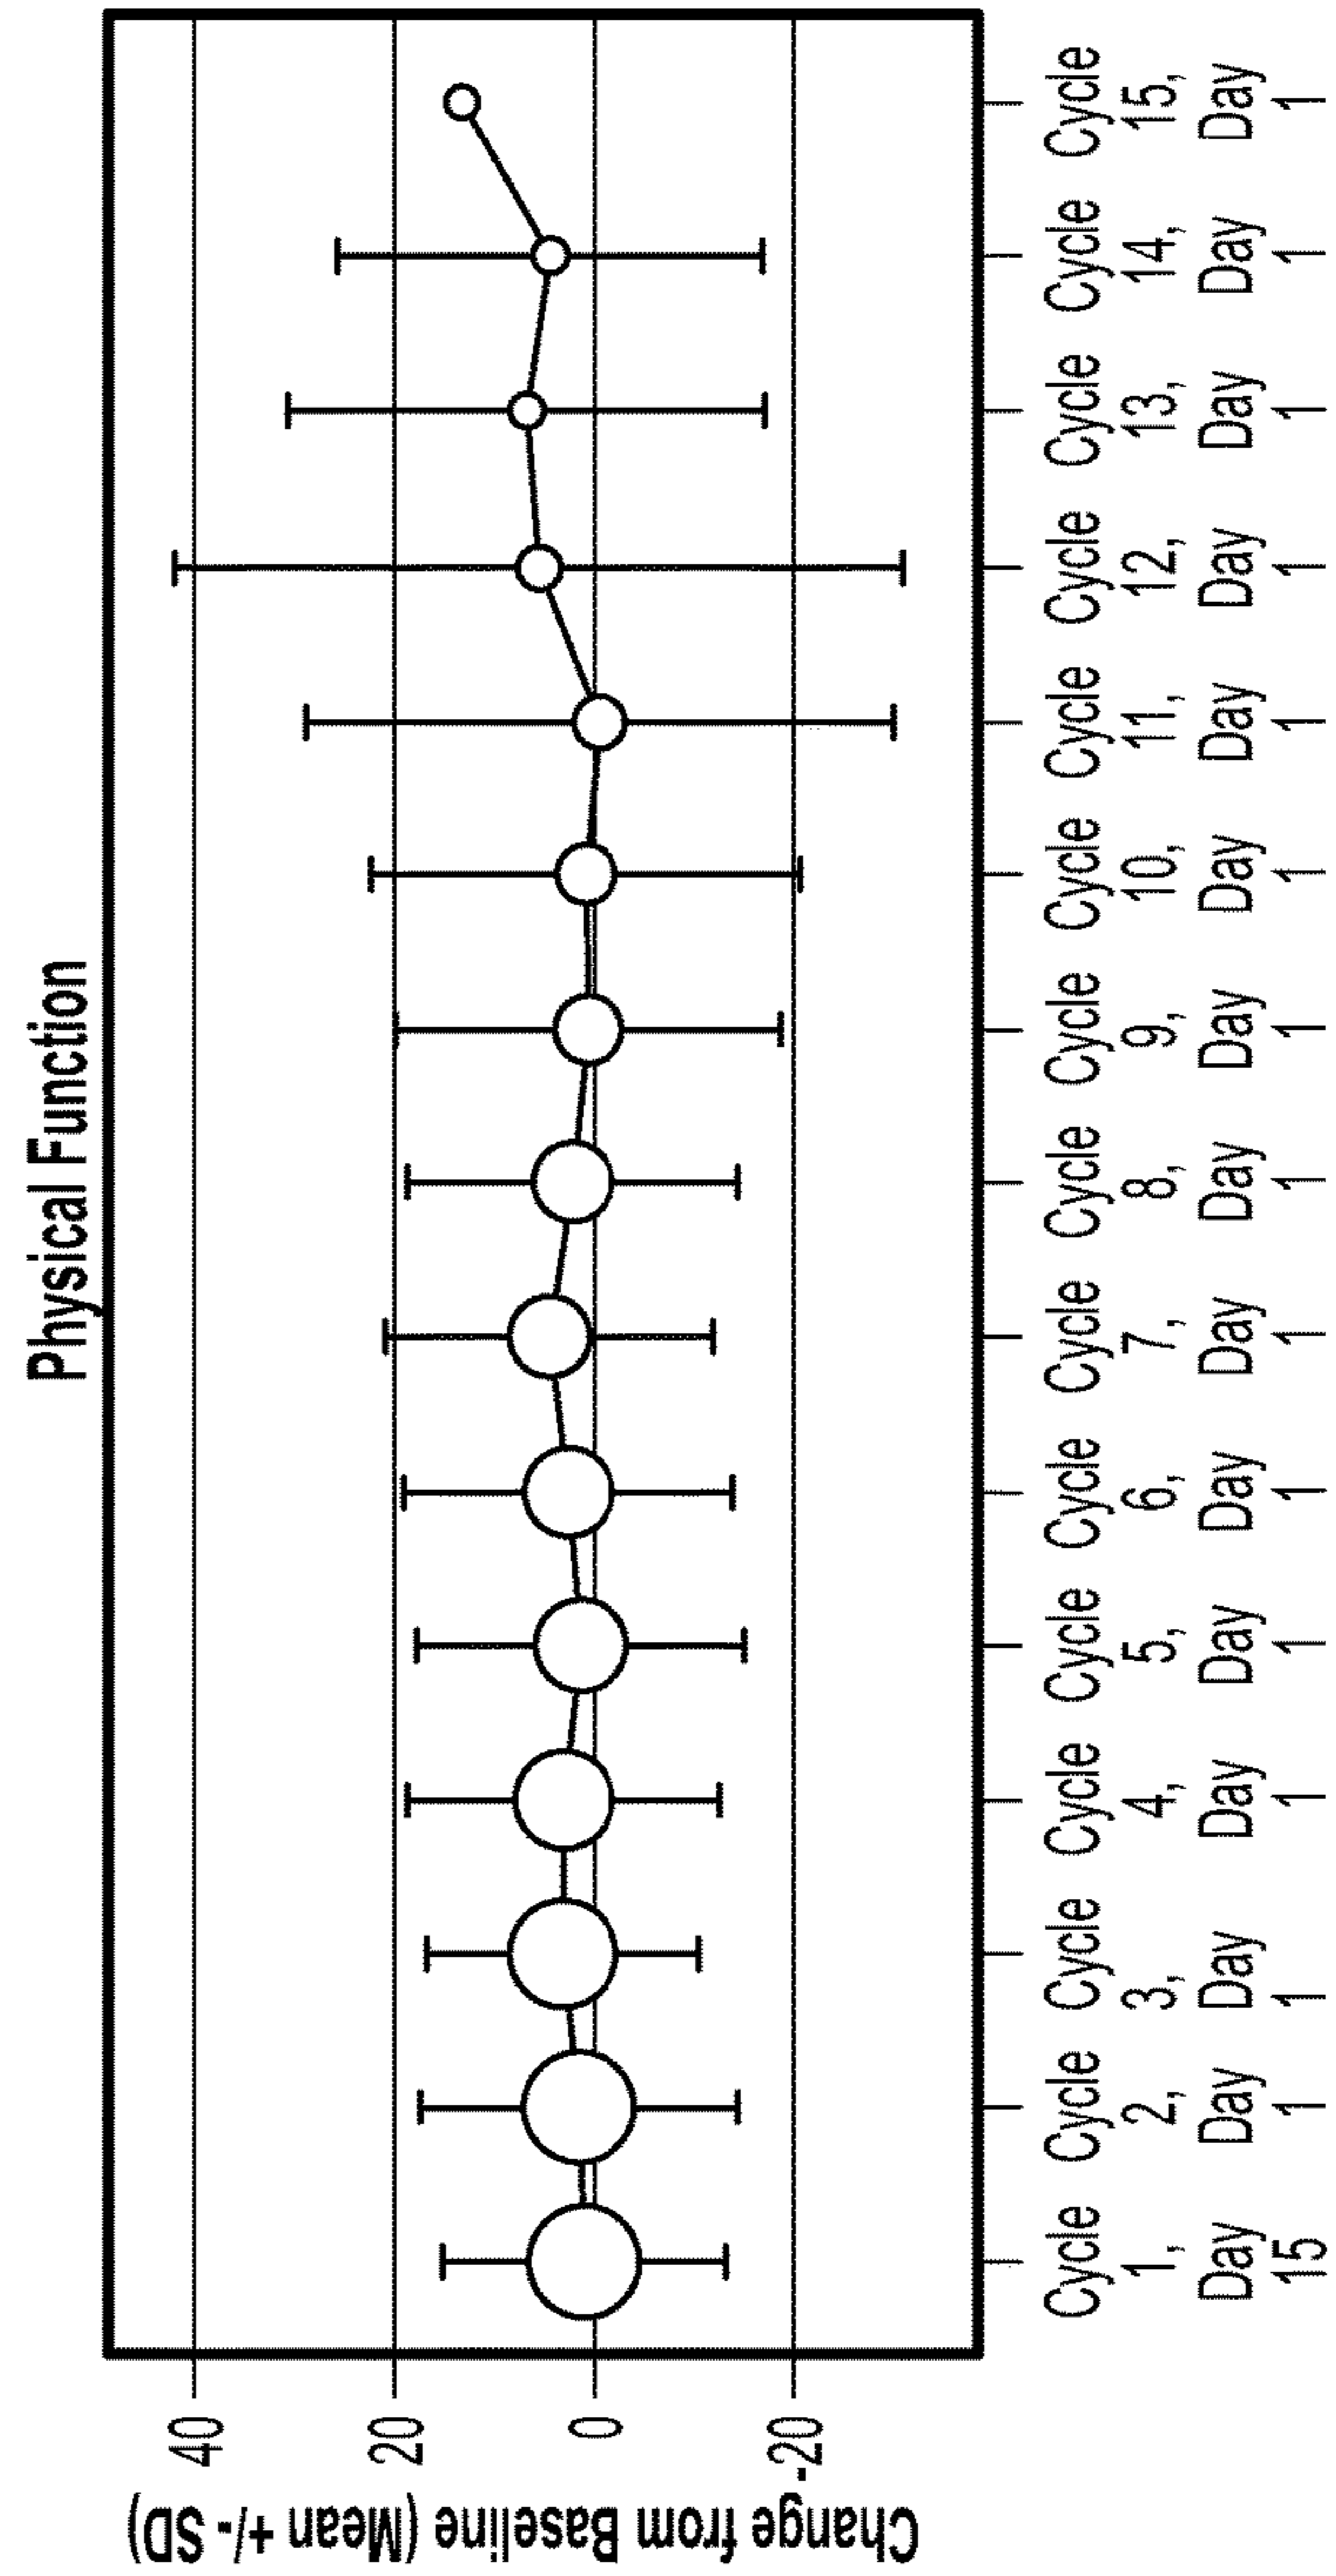 Physical Function
Change from Baseline (Mean +/- SD)
40
20
0
-20
Cycle
1,
Day
15
Cycle
2,
Day
1
Cycle
3,
Day
1
Cycle
4,
Day
1
Cycle
5,
Day
1
Cycle
6,
Day
1
Cycle
7,
Day
1
Cycle
8,
Day
1
Cycle
9,
Day
1
Cycle
10,
Day
1
Cycle
11,
Day
1
Cycle
12,
Day
1
Cycle
13,
Day
1
Cycle
14,
Day
1
Cycle
15,
Day
1